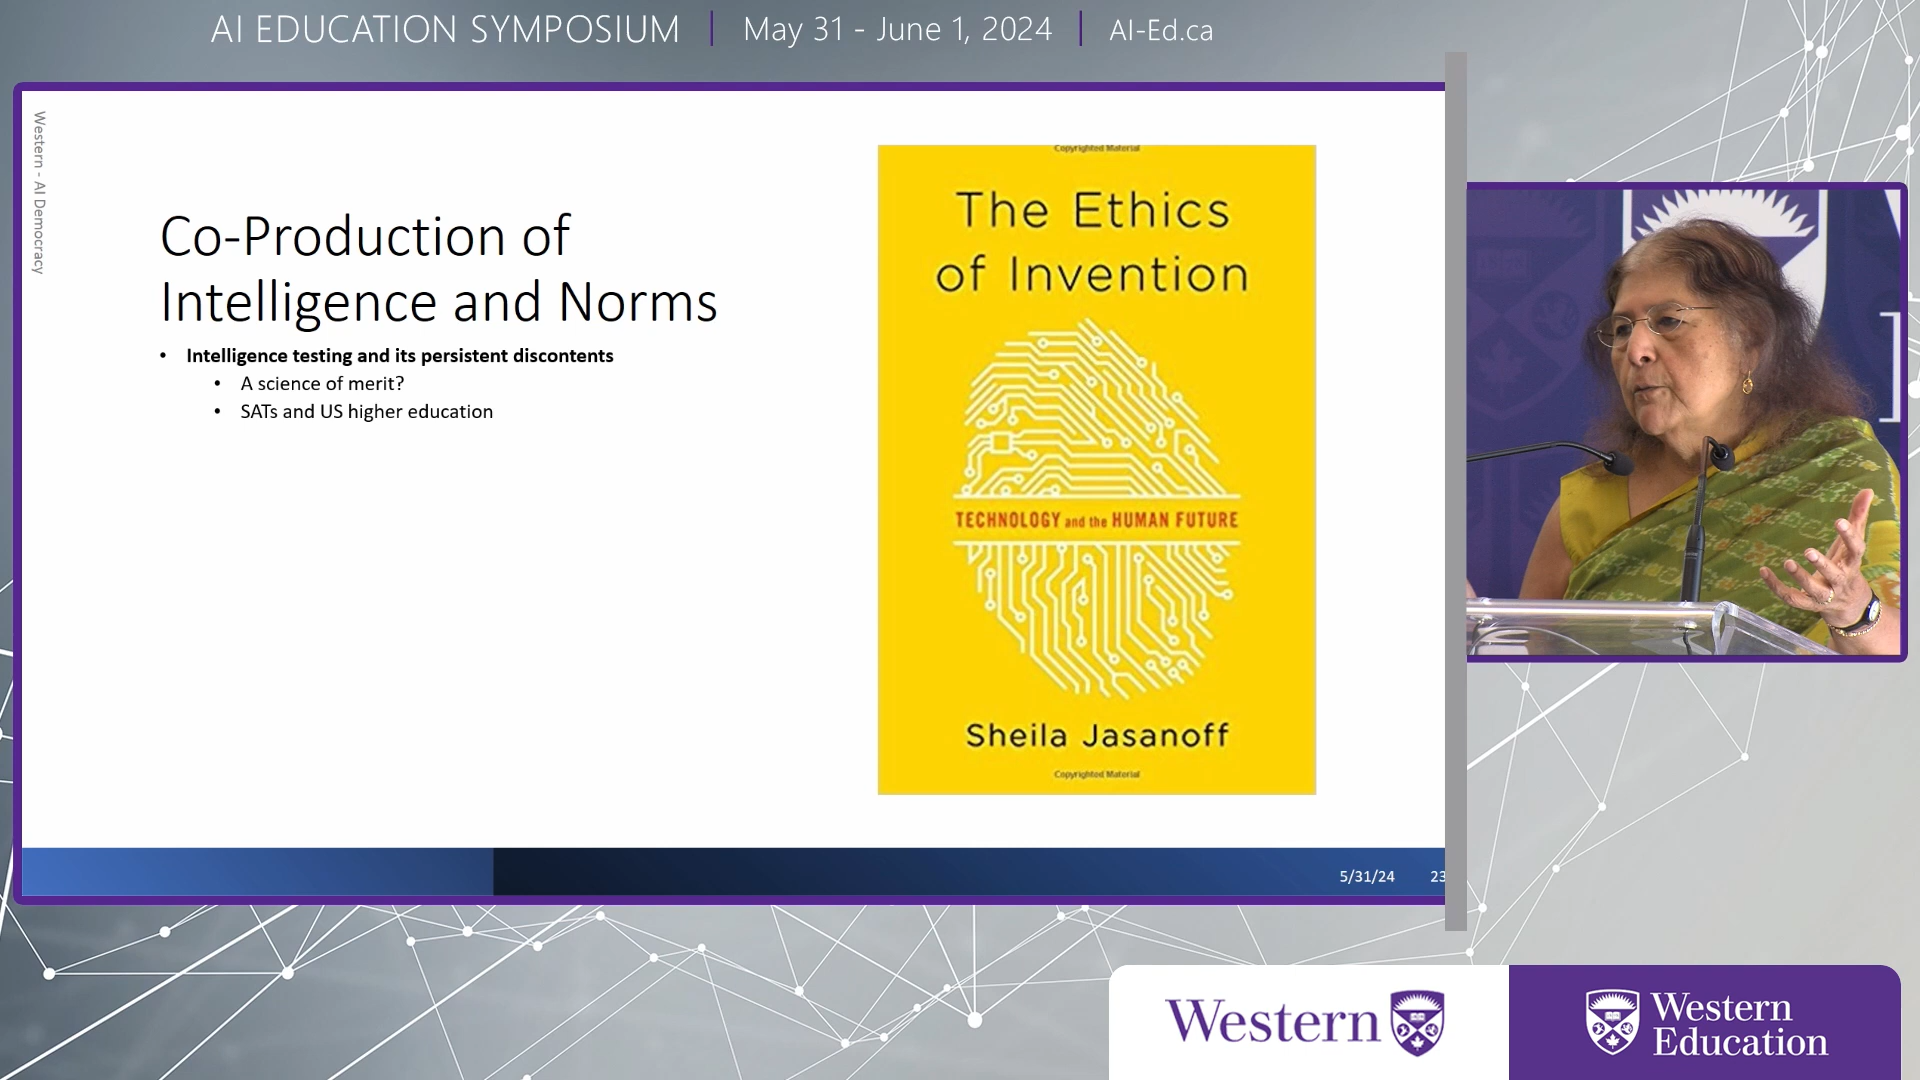 AI EDUCATION SYMPOSIUM | May 31 - June 1, 2024 | AI-Ed.ca
Western - AI Democracy
Co-Production of
Intelligence and Norms
• Intelligence testing and its persistent discontents
• A science of merit?
• SATs and US higher education
Copyrighted Material
The Ethics
of Invention
TECHNOLOGY and the HUMAN FUTURE
Sheila Jasanoff
Copyrighted Material
5/31/24 23
Western
Western
Education